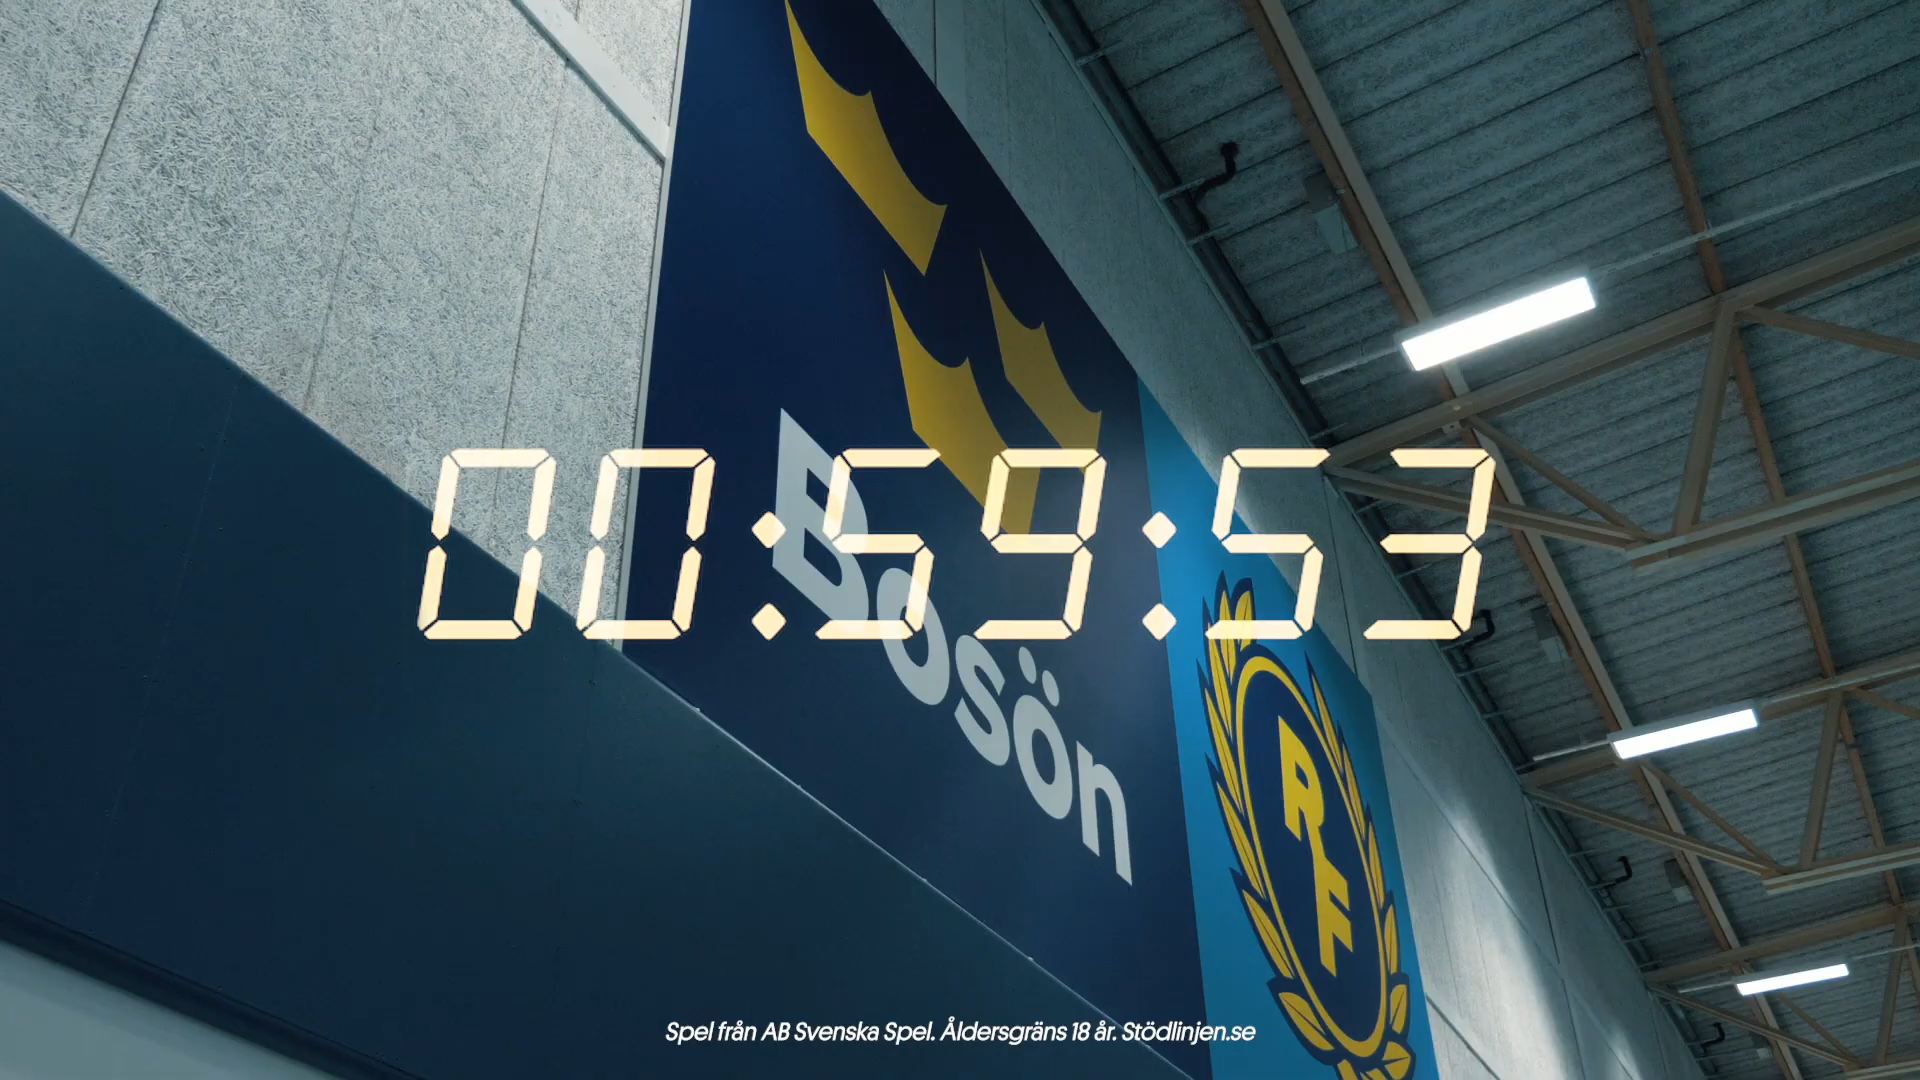 00:59:53
Bosön
RF
Spel från AB Svenska Spel. Åldersgräns 18 år. Stödlinjen.se